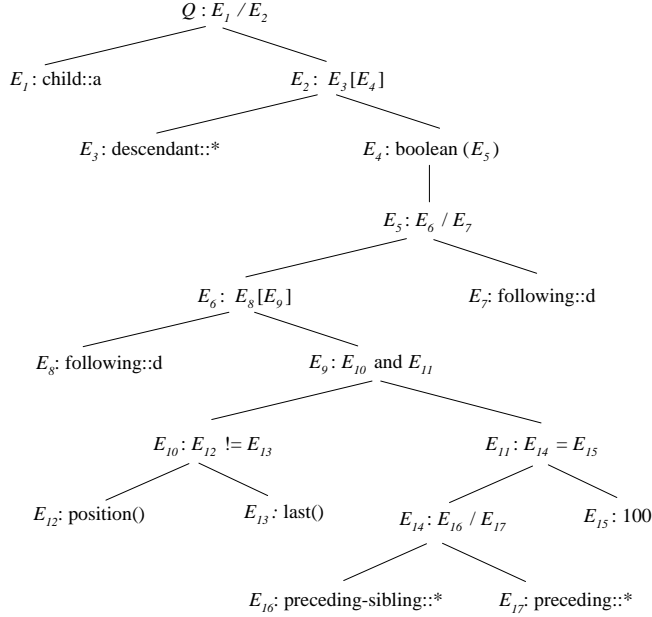 Q : E1 / E2
E1 : child::a
E2 : E3 [E4]
E3 : descendant::*
E4 : boolean (E5)
E5 : E6 / E7
E6 : E8 [E9]
E7 : following::d
E8 : following::d
E9 : E10 and E11
E10 : E12 != E13
E11 : E14 = E15
E12 : position()
E13 : last()
E14 : E16 / E17
E15 : 100
E16 : preceding-sibling::*
E17 : preceding::*